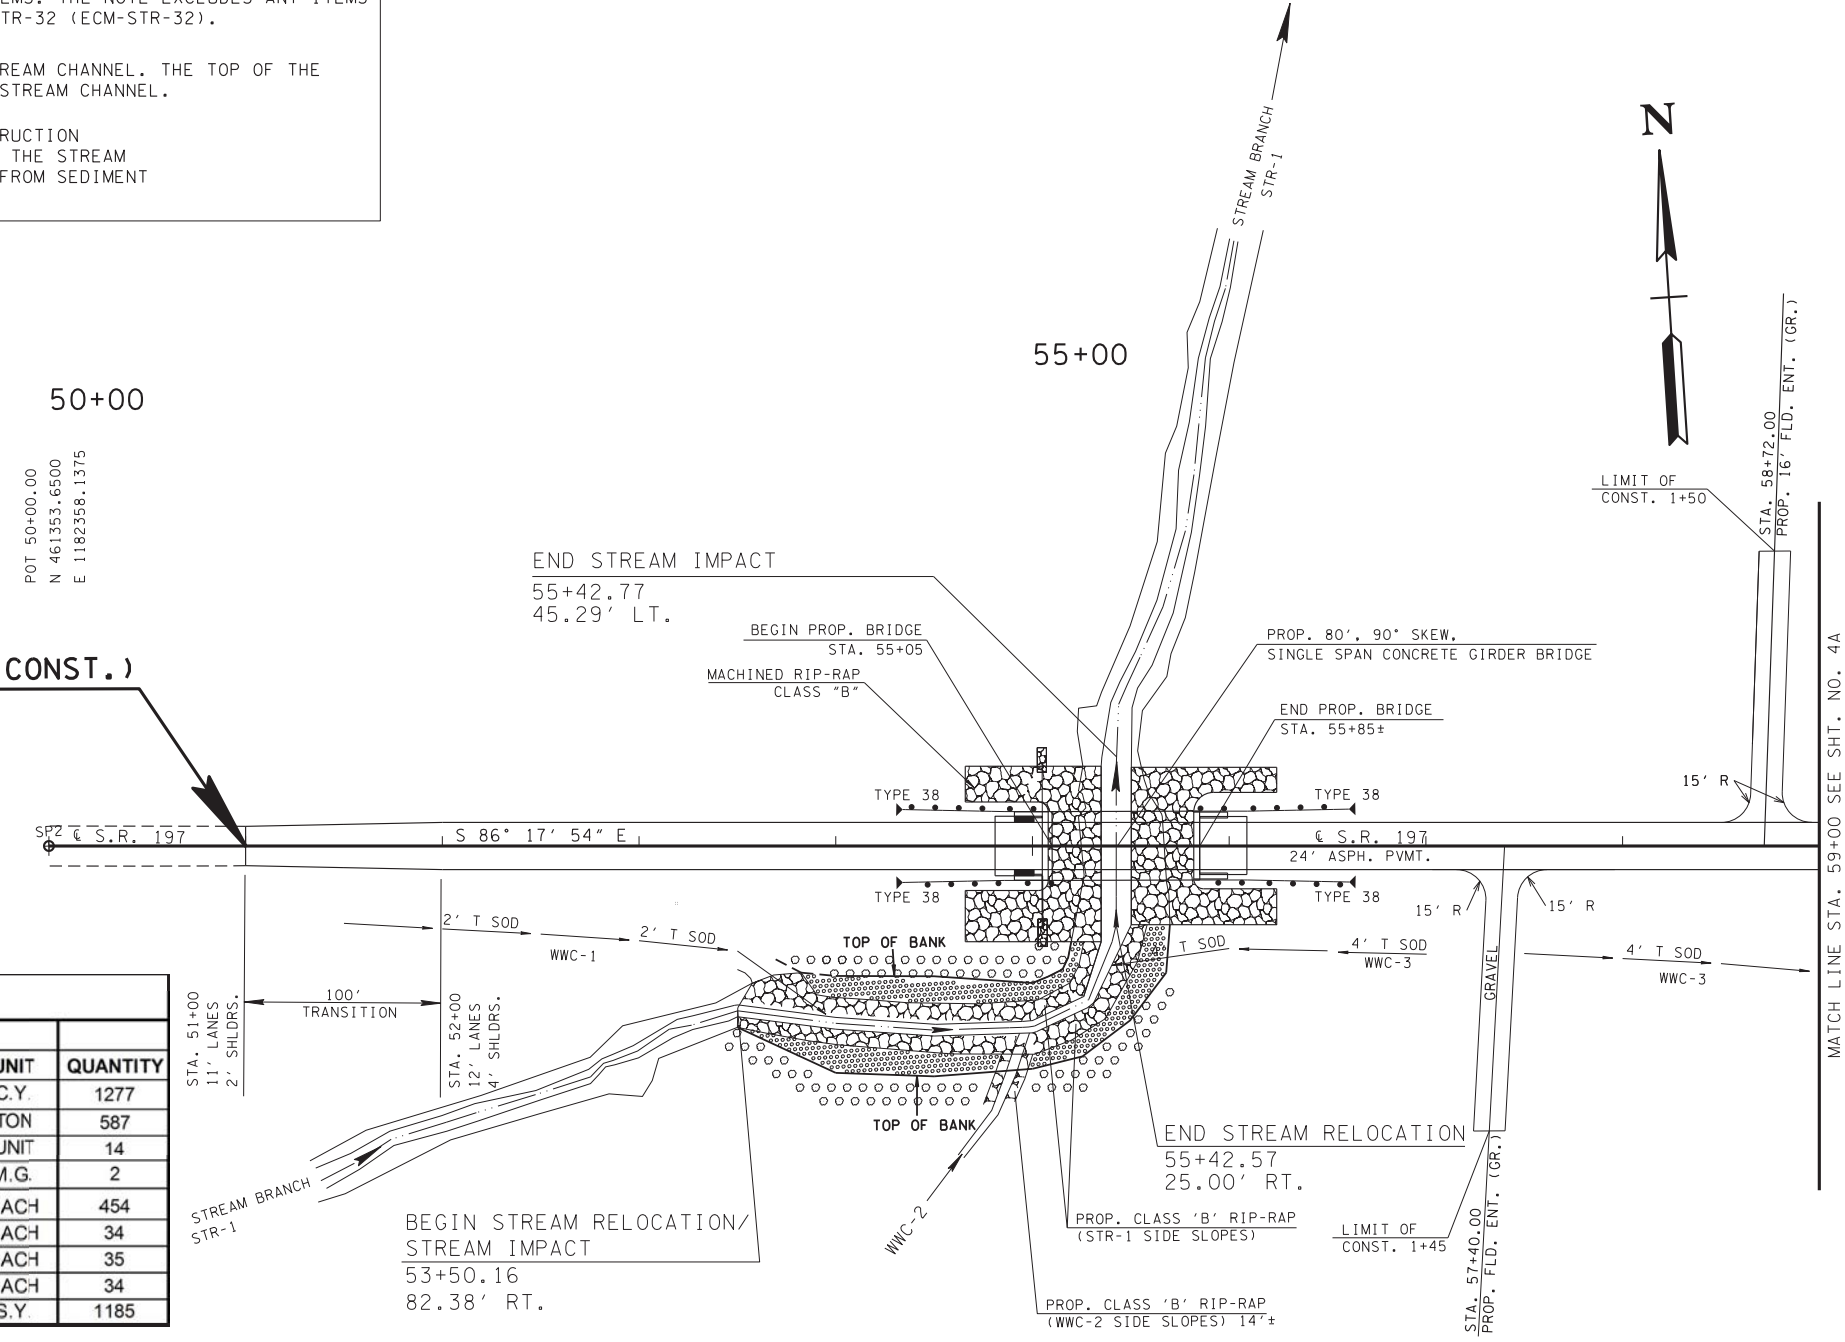 EMS. THE NOTE EXCLUDES ANY ITEMS
TR-32 (ECM-STR-32).
REAM CHANNEL. THE TOP OF THE
STREAM CHANNEL.
RUCTION
THE STREAM
FROM SEDIMENT
N
50+00
55+00
POT 50+00.00
N 461353.6500
E 1182358.1375
STREAM BRANCH
STR-1
LIMIT OF
CONST. 1+50
STA. 58+72.00
PROP. 16' FLD. ENT. (GR.)
END STREAM IMPACT
55+42.77
45.29' LT.
BEGIN PROP. BRIDGE
STA. 55+05
MACHINED RIP-RAP
CLASS "B"
PROP. 80', 90° SKEW,
SINGLE SPAN CONCRETE GIRDER BRIDGE
END PROP. BRIDGE
STA. 55+85±
CONST.)
MATCH LINE STA. 59+00 SEE SHT. NO. 4A
15' R
TYPE 38
TYPE 38
SP2
℄ S.R. 197
S 86° 17' 54" E
℄ S.R. 197
24' ASPH. PVMT.
TYPE 38
TYPE 38
15' R
15' R
2' T SOD
2' T SOD
WWC-1
TOP OF BANK
T SOD
4' T SOD
WWC-3
GRAVEL
4' T SOD
WWC-3
100'
TRANSITION
STA. 51+00
11' LANES
2' SHLDRS.
STA. 52+00
12' LANES
4' SHLDRS.
UNIT QUANTITY
C.Y. 1277
TON 587
UNIT 14
M.G. 2
ACH 454
ACH 34
ACH 35
ACH 34
S.Y. 1185
TOP OF BANK
STREAM BRANCH
STR-1
WWC-2
END STREAM RELOCATION
55+42.57
25.00' RT.
BEGIN STREAM RELOCATION/
STREAM IMPACT
53+50.16
82.38' RT.
PROP. CLASS 'B' RIP-RAP
(STR-1 SIDE SLOPES)
LIMIT OF
CONST. 1+45
STA. 57+40.00
PROP. FLD. ENT. (GR.)
PROP. CLASS 'B' RIP-RAP
(WWC-2 SIDE SLOPES) 14'±